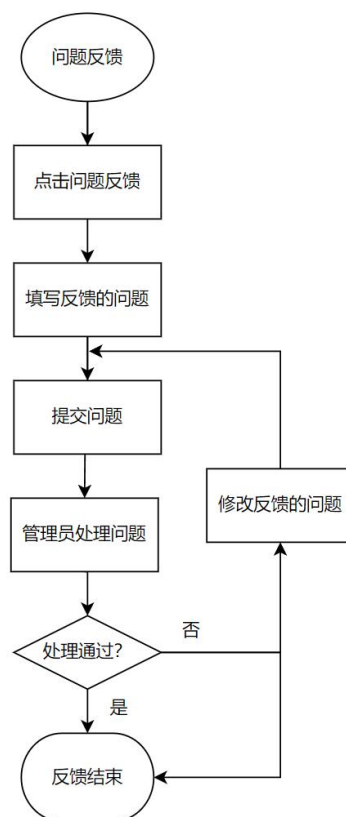 问题反馈
点击问题反馈
填写反馈的问题
提交问题
修改反馈的问题
管理员处理问题
处理通过？
否
是
反馈结束